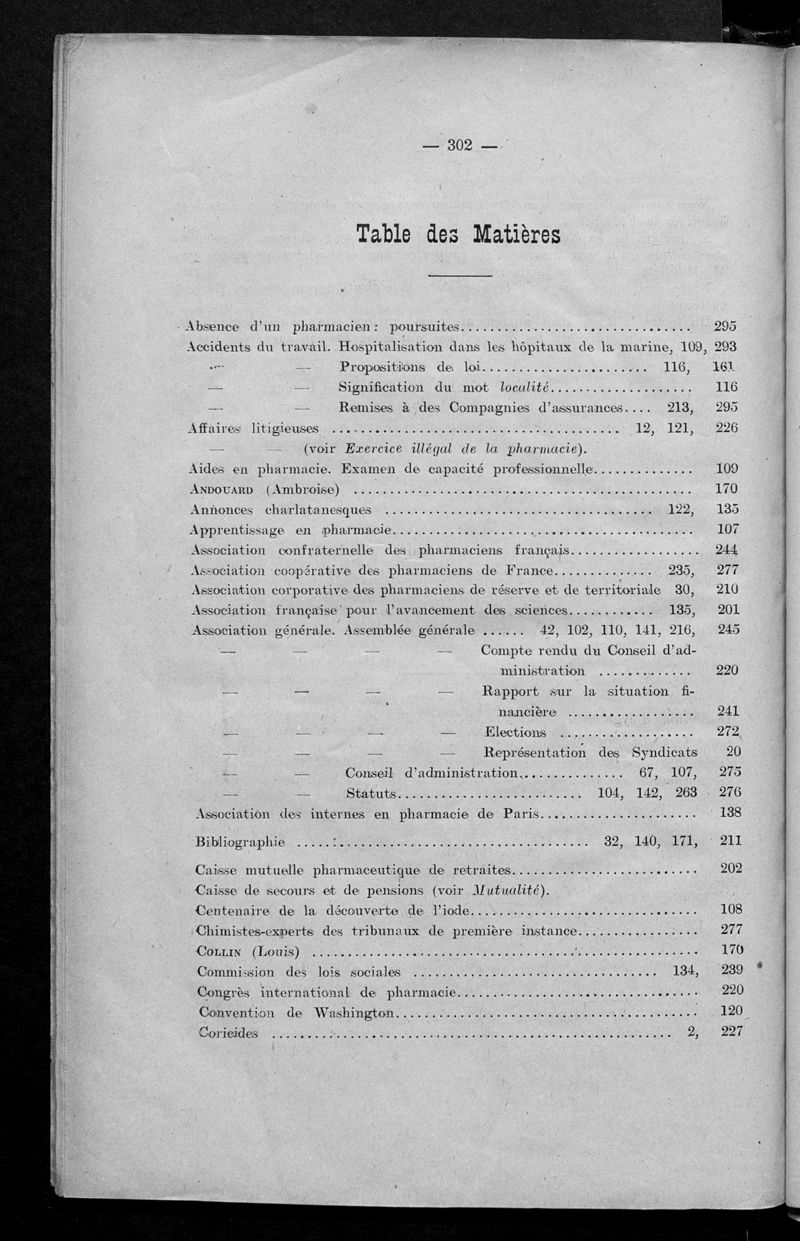 — 302 —
Table des Matières
Absence d'un pharmacien : poursuites................................ 295
Accidents du travail. Hospitalisation dans les hôpitaux de la marine, 109, 293
— — Propositions de loi....................... 116, 161
— — Signification du mot localité.................... 116
— — Remises à des Compagnies d'assurances.... 213, 295
Affaires litigieuses ........................................ 12, 121, 226
— — (voir Exercice illégal de la pharmacie).
Aides en pharmacie. Examen de capacité professionnelle.............. 109
ANDOUARD (Ambroise) ............................................... 170
Annonces charlatanesques ..................................... 122, 135
Apprentissage en pharmacie.......................................... 107
Association confraternelle des pharmaciens français.................. 244
Association coopérative des pharmaciens de France.............. 235, 277
Association corporative des pharmaciens de réserve et de territoriale 30, 210
Association française pour l'avancement des sciences............ 135, 201
Association générale. Assemblée générale ...... 42, 102, 110, 141, 216, 245
— — — — Compte rendu du Conseil d'ad-
ministration ............. 220
— — — — Rapport sur la situation fi-
nancière .................. 241
— — — — Elections ................... 272
— — — — Représentation des Syndicats 20
— — Conseil d'administration............... 67, 107, 275
— — Statuts.......................... 104, 142, 263 276
Association des internes en pharmacie de Paris...................... 138
Bibliographie ........................................ 32, 140, 171, 211
Caisse mutuelle pharmaceutique de retraites.......................... 202
Caisse de secours et de pensions (voir Mutualité).
Centenaire de la découverte de l'iode................................ 108
Chimistes-experts des tribunaux de première instance................. 277
COLLIN (Louis) ...................................................... 170
Commission des lois sociales .................................. 134, 239
Congrès international de pharmacie................................... 220
Convention de Washington............................................ 120
Coricides ....................................................... 2, 227